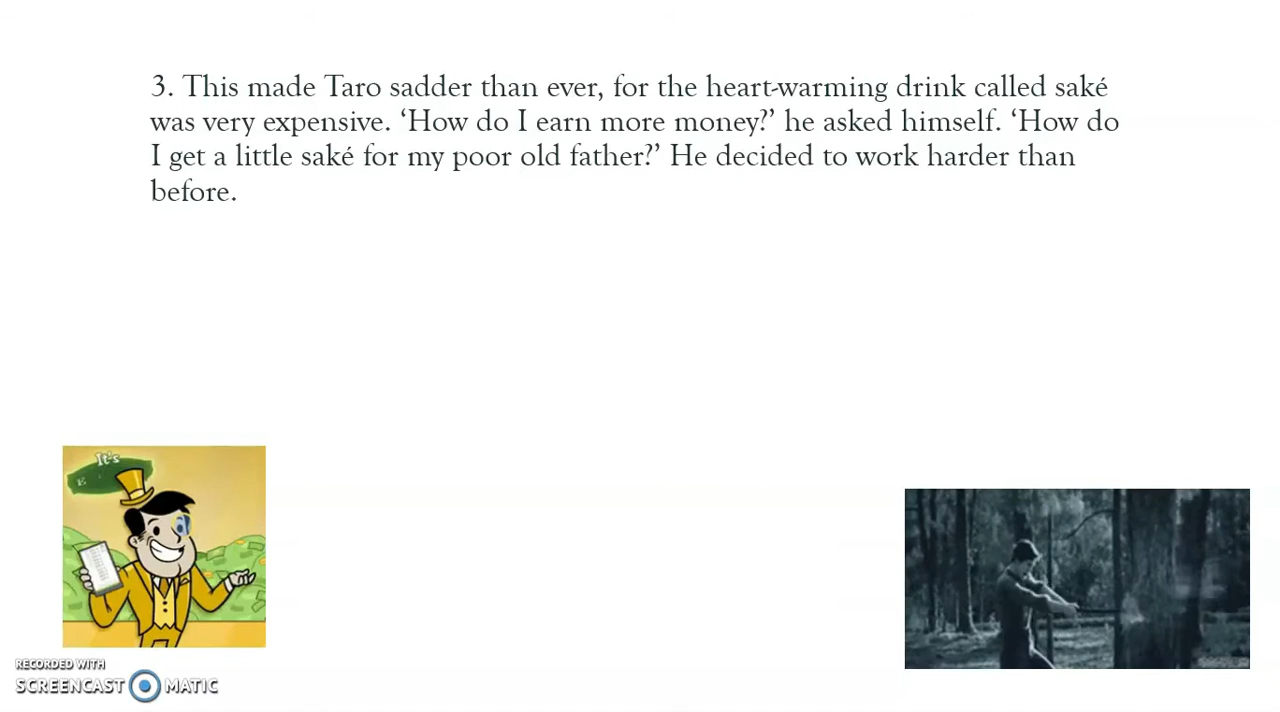 3. This made Taro sadder than ever, for the heart-warming drink called saké
was very expensive. ‘How do I earn more money?’ he asked himself. ‘How do
I get a little saké for my poor old father?’ He decided to work harder than
before.
It's
E
RECORDED WITH
SCREENCAST MATIC